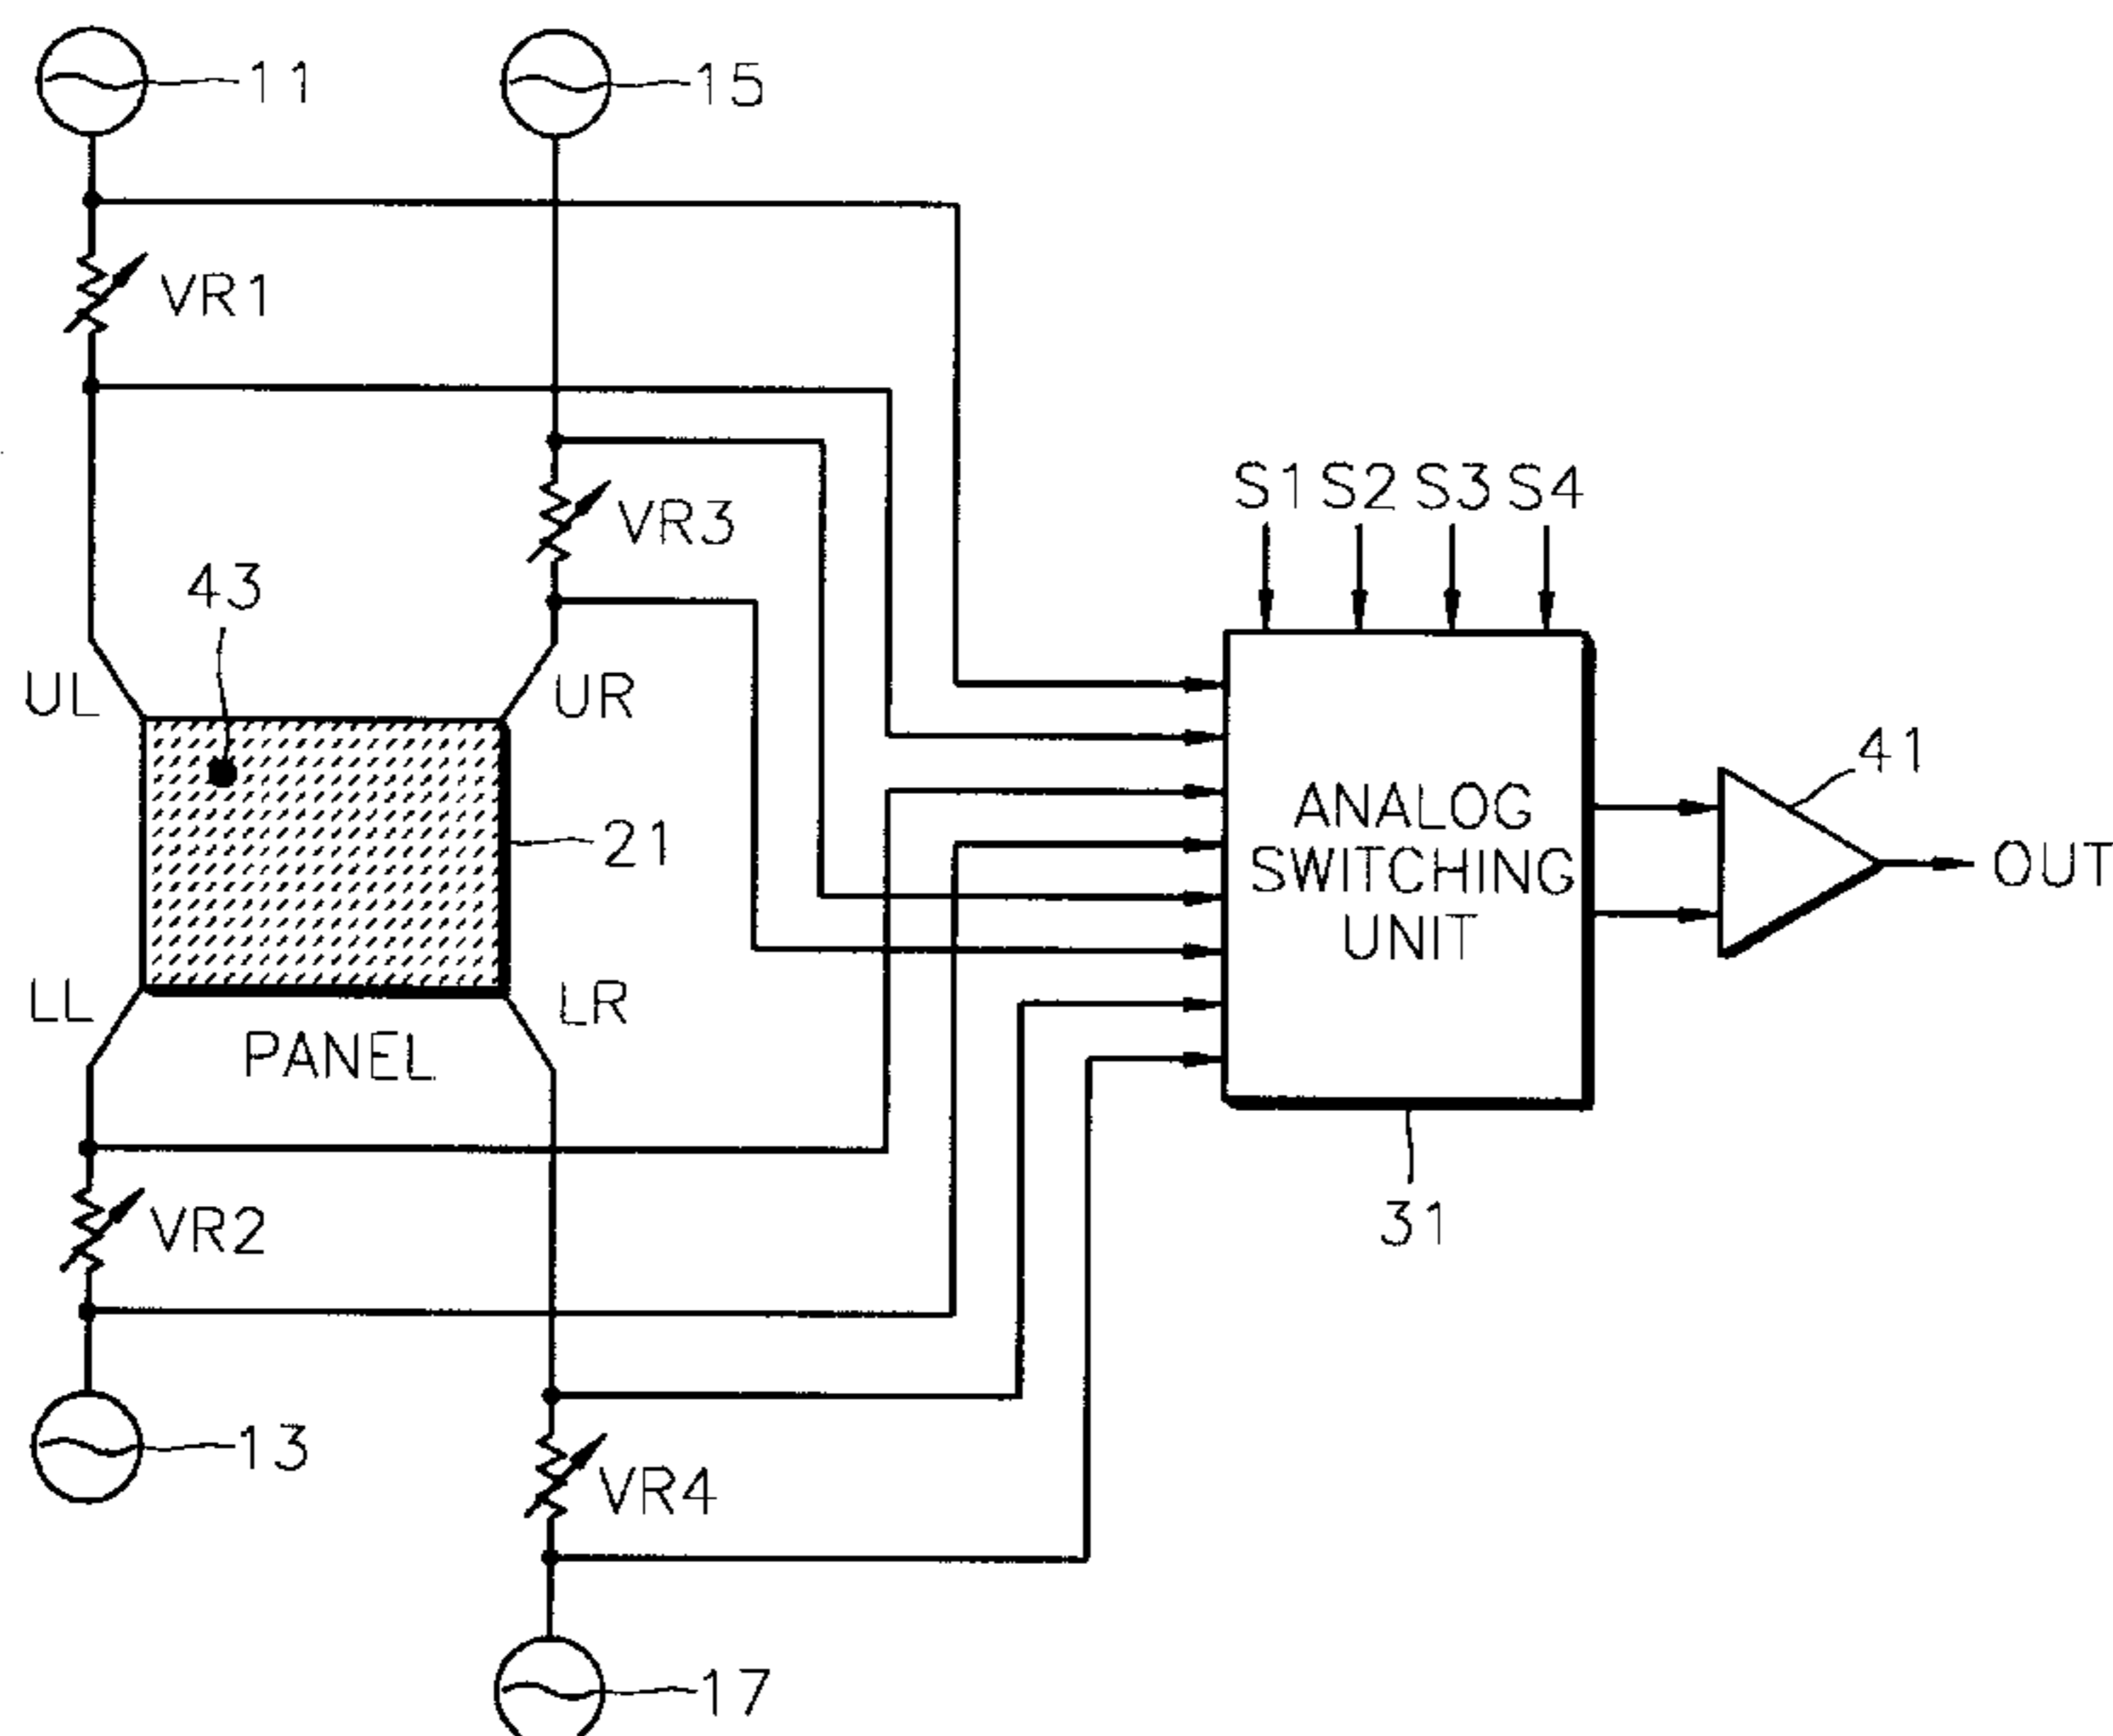 11
15
VR1
VR3
S1 S2 S3 S4
43
UL
UR
41
ANALOG
SWITCHING
UNIT
21
OUT
LL
LR
PANEL
VR2
31
13
VR4
17